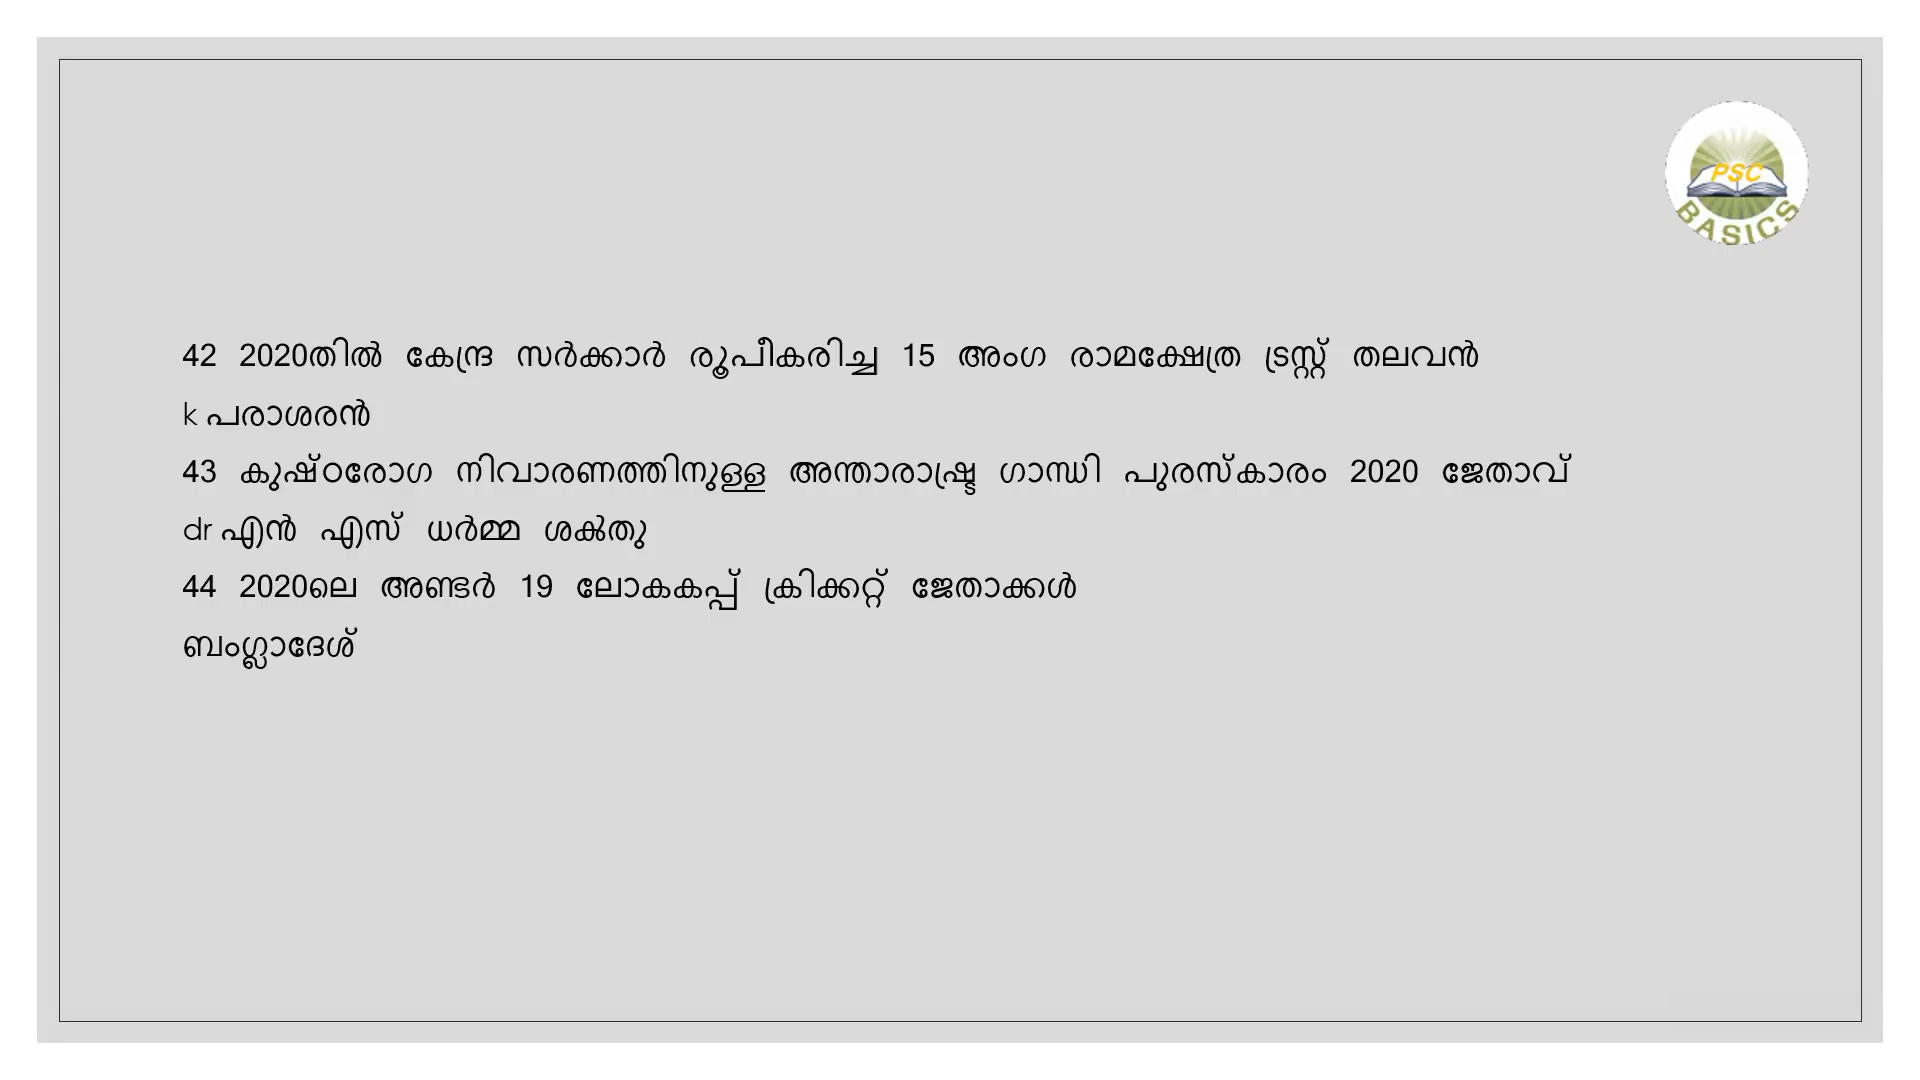 PSC
BASICS
42 2020തിൽ കേന്ദ്ര സർക്കാർ രൂപീകരിച്ച 15 അംഗ രാമക്ഷേത്ര ട്രസ്റ്റ് തലവൻ
k പരാശരൻ
43 കുഷ്ഠരോഗ നിവാരണത്തിനുള്ള അന്താരാഷ്ട്ര ഗാന്ധി പുരസ്കാരം 2020 ജേതാവ്
dr എൻ എസ് ധർമ്മ ശക്‌തു
44 2020ലെ അണ്ടർ 19 ലോകകപ്പ് ക്രിക്കറ്റ് ജേതാക്കൾ
ബംഗ്ലാദേശ്